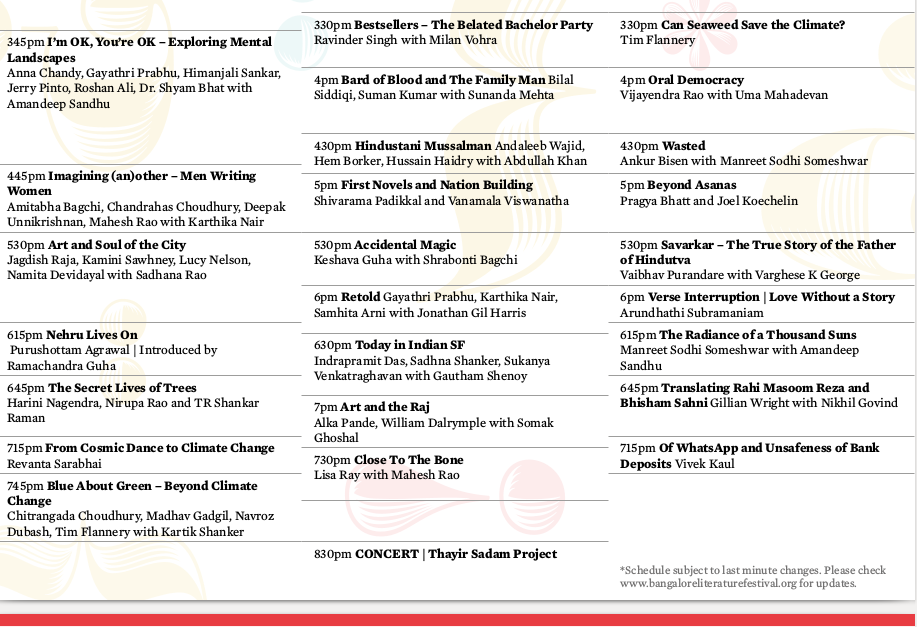 345pm I’m OK, You’re OK – Exploring Mental
Landscapes
Anna Chandy, Gayathri Prabhu, Himanjali Sankar,
Jerry Pinto, Roshan Ali, Dr. Shyam Bhat with
Amandeep Sandhu
445pm Imagining (an)other – Men Writing
Women
Amitabha Bagchi, Chandrahas Choudhury, Deepak
Unnikrishnan, Mahesh Rao with Karthika Nair
530pm Art and Soul of the City
Jagdish Raja, Kamini Sawhney, Lucy Nelson,
Namita Devidayal with Sadhana Rao
615pm Nehru Lives On
Purushottam Agrawal | Introduced by
Ramachandra Guha
645pm The Secret Lives of Trees
Harini Nagendra, Nirupa Rao and TR Shankar
Raman
715pm From Cosmic Dance to Climate Change
Revanta Sarabhai
745pm Blue About Green – Beyond Climate
Change
Chitrangada Choudhury, Madhav Gadgil, Navroz
Dubash, Tim Flannery with Kartik Shanker
330pm Bestsellers – The Belated Bachelor Party
Ravinder Singh with Milan Vohra
4pm Bard of Blood and The Family Man Bilal
Siddiqi, Suman Kumar with Sunanda Mehta
430pm Hindustani Mussalman Andaleeb Wajid,
Hem Borker, Hussain Haidry with Abdullah Khan
5pm First Novels and Nation Building
Shivarama Padikkal and Vanamala Viswanatha
530pm Accidental Magic
Keshava Guha with Shrabonti Bagchi
6pm Retold Gayathri Prabhu, Karthika Nair,
Samhita Arni with Jonathan Gil Harris
630pm Today in Indian SF
Indrapramit Das, Sadhna Shanker, Sukanya
Venkatraghavan with Gautham Shenoy
7pm Art and the Raj
Alka Pande, William Dalrymple with Somak
Ghoshal
730pm Close To The Bone
Lisa Ray with Mahesh Rao
830pm CONCERT | Thayir Sadam Project
330pm Can Seaweed Save the Climate?
Tim Flannery
4pm Oral Democracy
Vijayendra Rao with Uma Mahadevan
430pm Wasted
Ankur Bisen with Manreet Sodhi Someshwar
5pm Beyond Asanas
Pragya Bhatt and Joel Koechelin
530pm Savarkar – The True Story of the Father
of Hindutva
Vaibhav Purandare with Varghese K George
6pm Verse Interruption | Love Without a Story
Arundhathi Subramaniam
615pm The Radiance of a Thousand Suns
Manreet Sodhi Someshwar with Amandeep
Sandhu
645pm Translating Rahi Masoom Reza and
Bhisham Sahni Gillian Wright with Nikhil Govind
715pm Of WhatsApp and Unsafeness of Bank
Deposits Vivek Kaul
*Schedule subject to last minute changes. Please check
www.bangaloreliteraturefestival.org for updates.